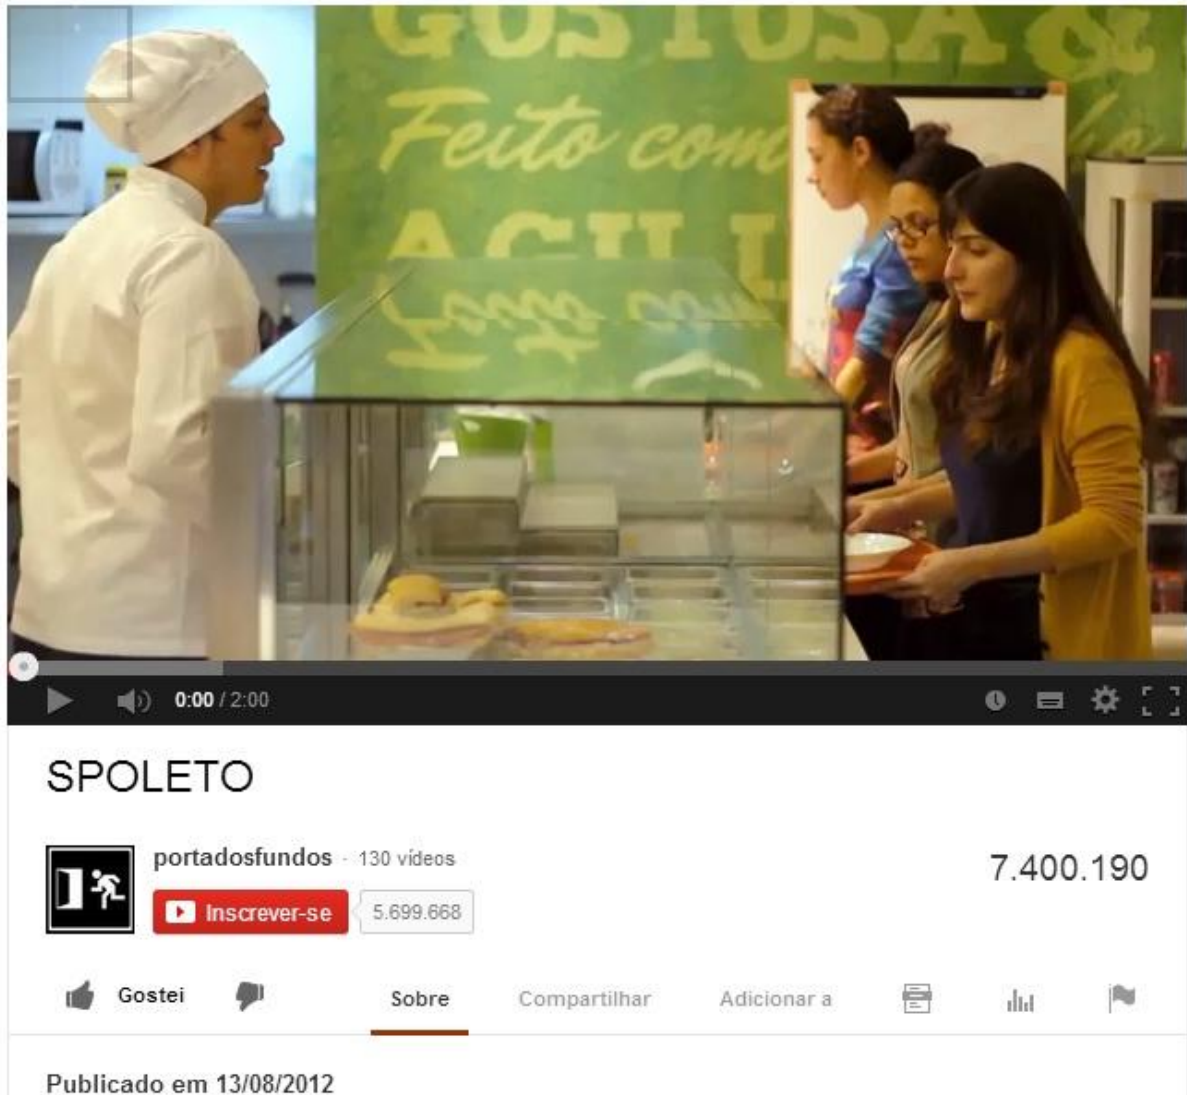 GOSTOSA &
Feito com
0:00 / 2:00
SPOLETO
portadosfundos · 130 vídeos
7.400.190
Inscrever-se
5.699.668
Gostei
Sobre
Compartilhar
Adicionar a
Publicado em 13/08/2012